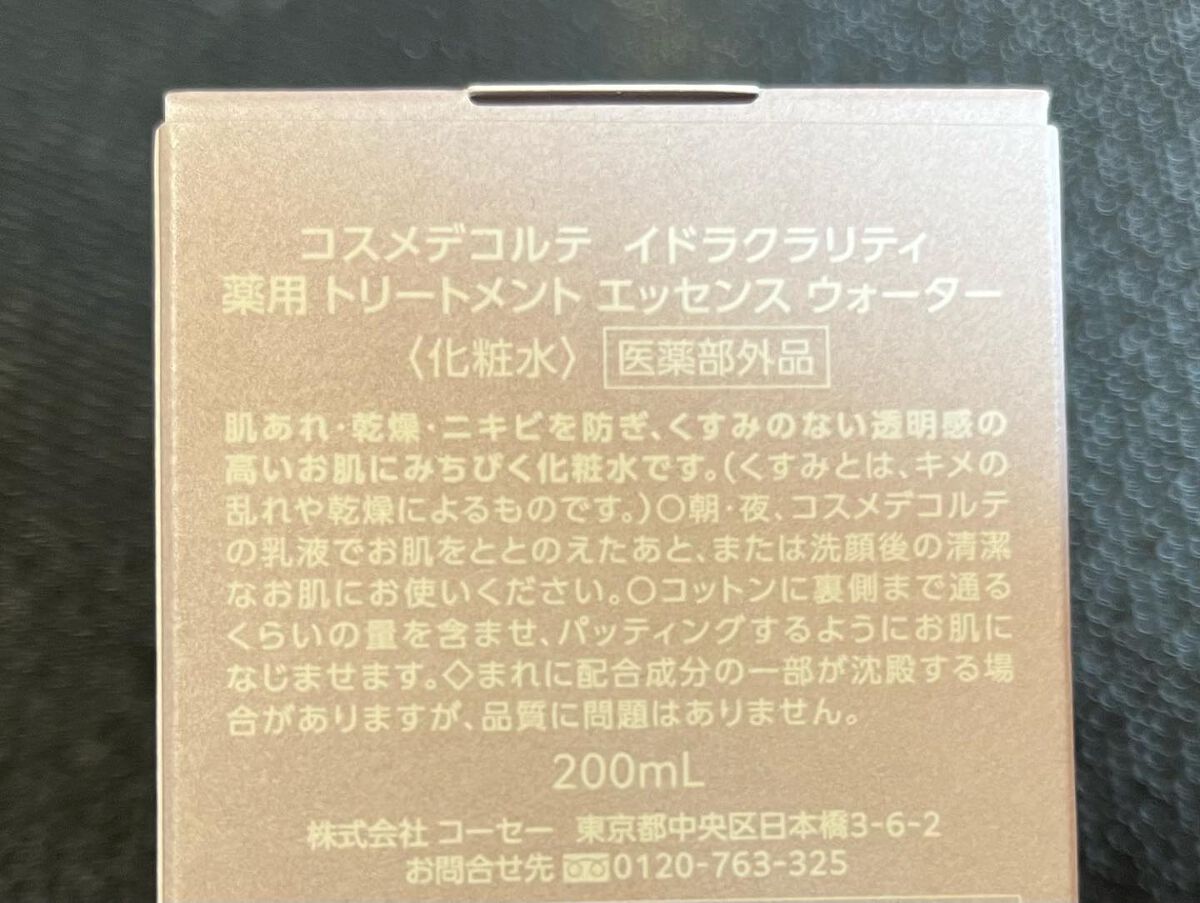 コスメデコルテ イドラクラリティ
薬用 トリートメント エッセンス ウォーター
〈化粧水〉 医薬部外品
肌あれ・乾燥・ニキビを防ぎ、くすみのない透明感の
高いお肌にみちびく化粧水です。(くすみとは、キメの
乱れや乾燥によるものです。)○朝・夜、コスメデコルテ
の乳液でお肌をととのえたあと、または洗顔後の清潔
なお肌にお使いください。○コットンに裏側まで通る
くらいの量を含ませ、パッティングするようにお肌に
なじませます。◇まれに配合成分の一部が沈殿する場
合がありますが、品質に問題はありません。
200mL
株式会社 コーセー 東京都中央区日本橋3-6-2
お問合せ先 0120-763-325